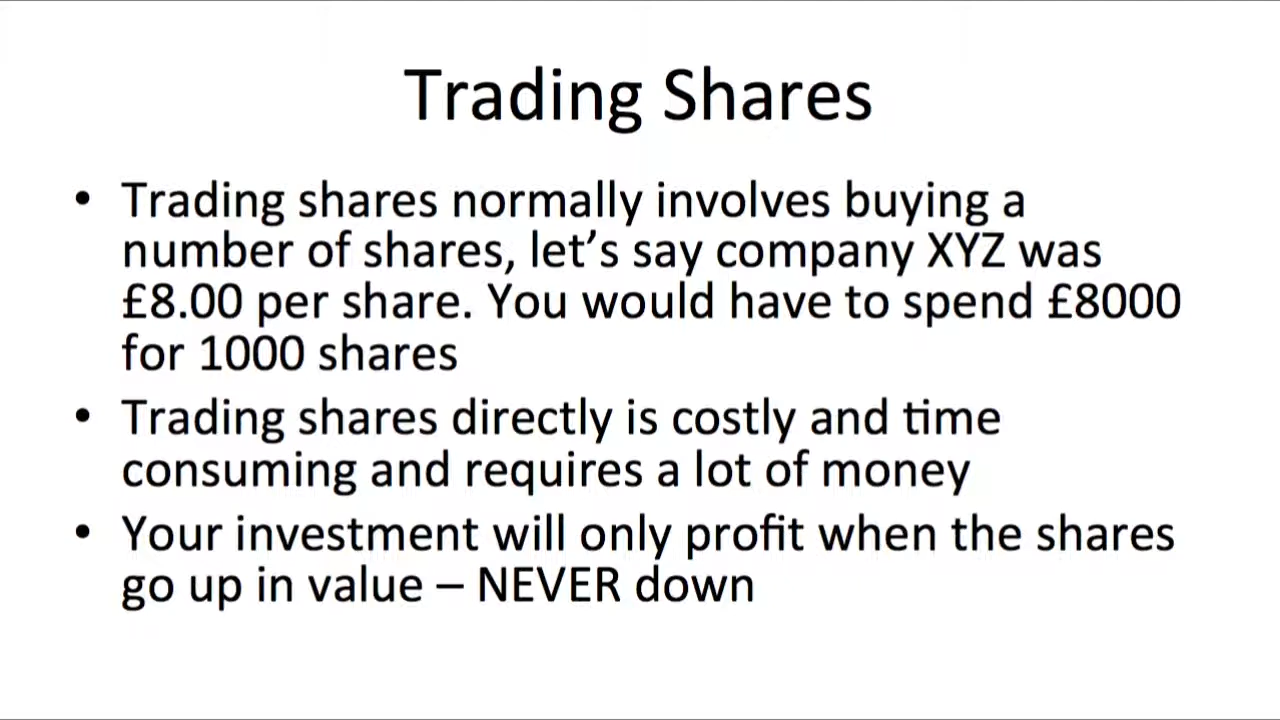 Trading Shares
• Trading shares normally involves buying a
number of shares, let’s say company XYZ was
£8.00 per share. You would have to spend £8000
for 1000 shares
• Trading shares directly is costly and time
consuming and requires a lot of money
• Your investment will only profit when the shares
go up in value – NEVER down